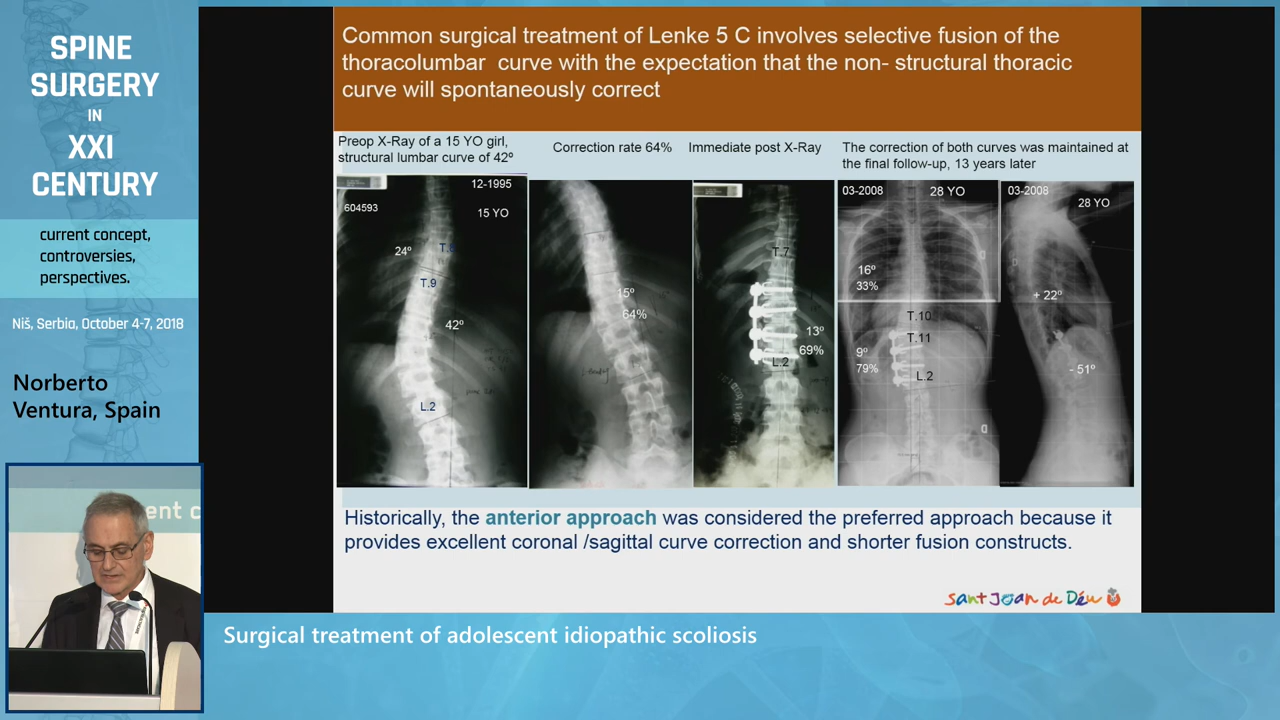 SPINE
SURGERY
IN
XXI
CENTURY
current concept,
controversies,
perspectives.
Niš, Serbia, October 4-7, 2018
Norberto
Ventura, Spain
ent c
Common surgical treatment of Lenke 5 C involves selective fusion of the
thoracolumbar curve with the expectation that the non- structural thoracic
curve will spontaneously correct
Preop X-Ray of a 15 YO girl,
structural lumbar curve of 42º
Correction rate 64%
Immediate post X-Ray
The correction of both curves was maintained at
the final follow-up, 13 years later
12-1995
604593
15 YO
24º
T.9
42º
L.2
15º
64%
T.7
13º
69%
L.2
03-2008
28 YO
16º
33%
T.10
T.11
9º
79%
L.2
03-2008
28 YO
+ 22º
- 51º
Historically, the anterior approach was considered the preferred approach because it
provides excellent coronal /sagittal curve correction and shorter fusion constructs.
Sant Joan de Déu
Surgical treatment of adolescent idiopathic scoliosis